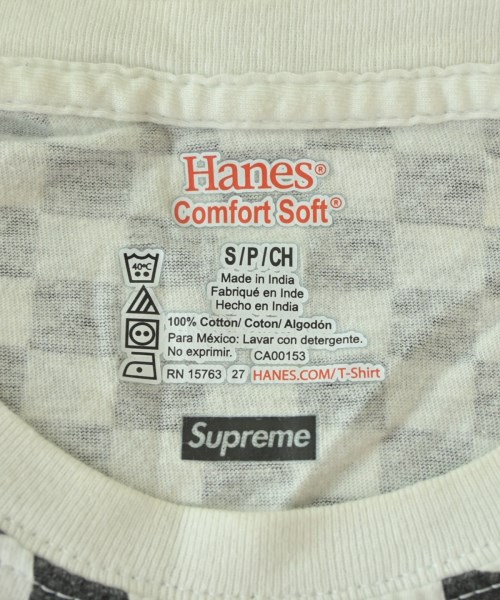 Hanes®
Comfort Soft®
S/P/CH
40°C
Made in India
Fabriqué en Inde
Hecho en India
100% Cotton/ Coton/ Algodón
Para México: Lavar con detergente.
No exprimir. CA00153
RN 15763 27 HANES.COM/T-Shirt
Supreme